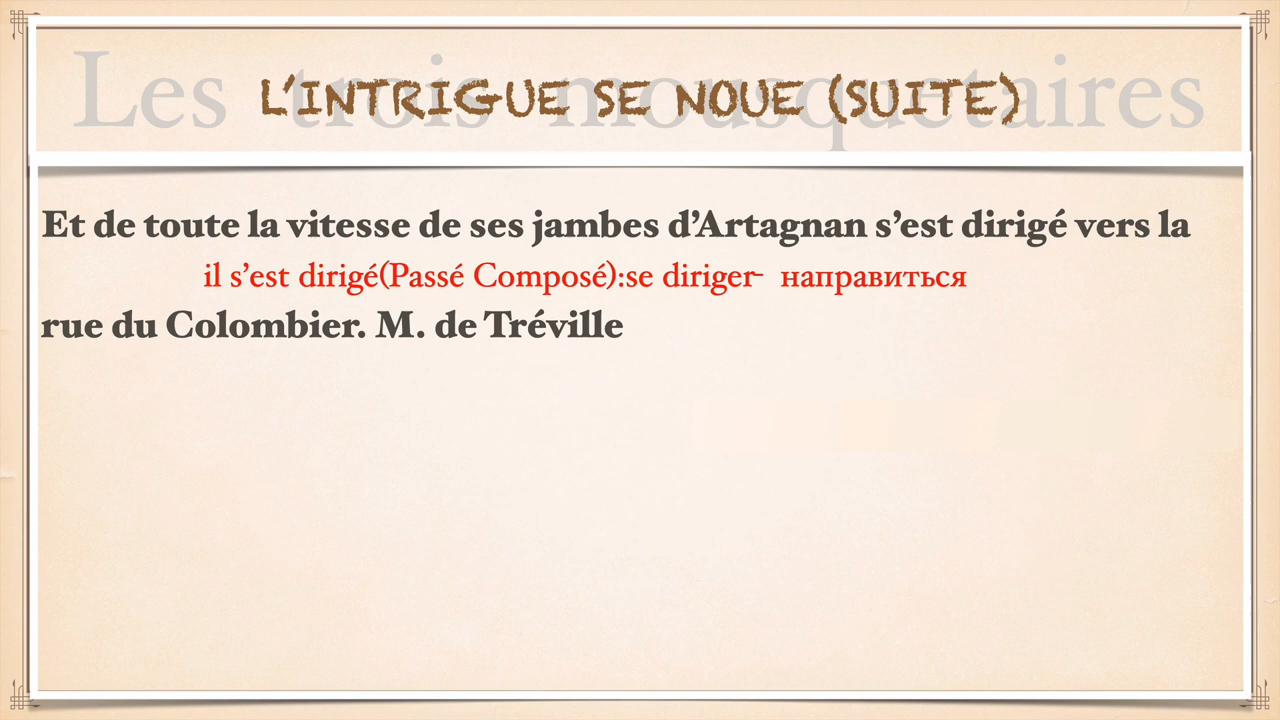 Les trois mousquetaires
L'INTRIGUE SE NOUE (SUITE)
Et de toute la vitesse de ses jambes d'Artagnan s'est dirigé vers la
il s'est dirigé(Passé Composé):se diriger- направиться
rue du Colombier. M. de Tréville